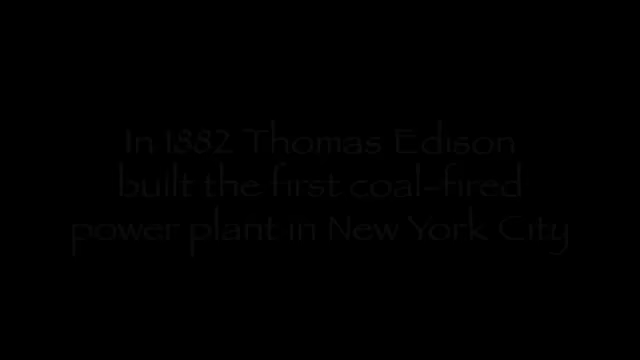 In 1882 Thomas Edison
built the first coal-fired
power plant in New York City